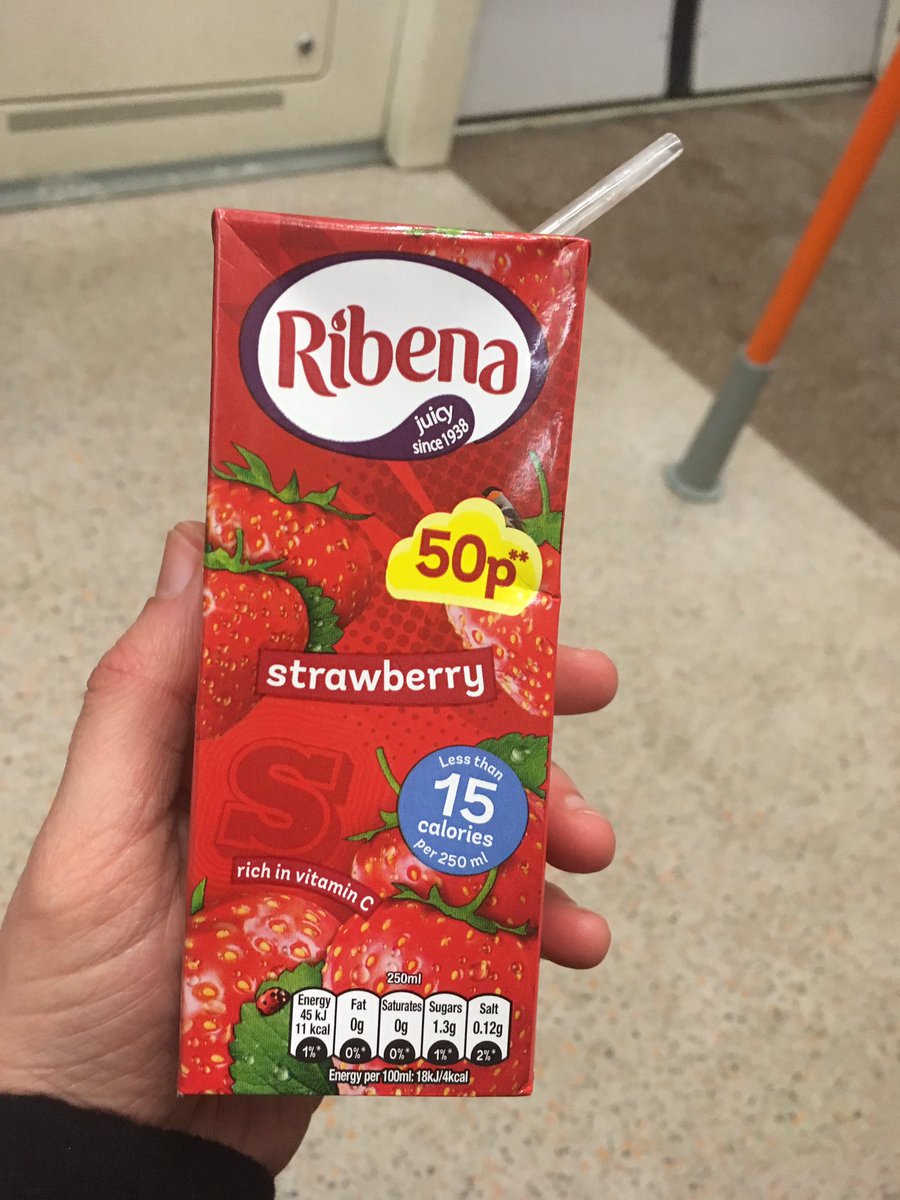 Ribena
juicy
since 1938
50p**
strawberry
S
Less than
15
calories
per 250 ml
rich in vitamin C
250ml
Energy
45 kJ
11 kcal
1%*
Fat
0g
0%*
Saturates
0g
0%*
Sugars
1.3g
1%*
Salt
0.12g
2%*
Energy per 100ml: 18kJ/4kcal